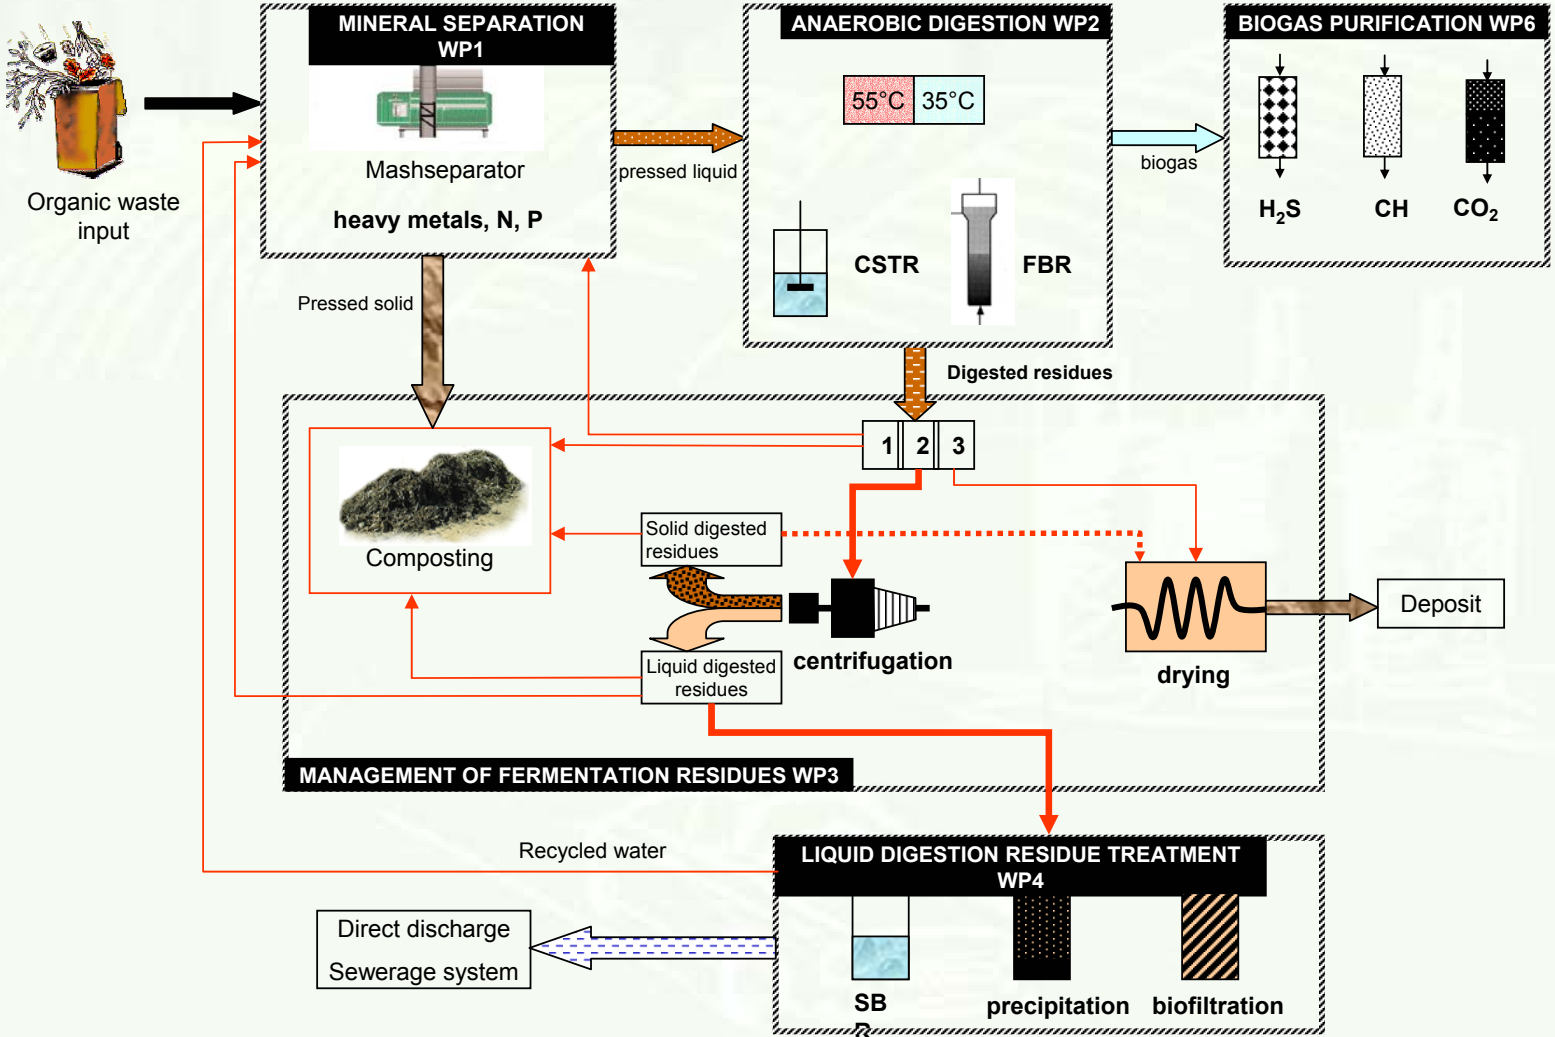 MINERAL SEPARATION
WP1
ANAEROBIC DIGESTION WP2
BIOGAS PURIFICATION WP6
55°C
35°C
Mashseparator
heavy metals, N, P
Organic waste
input
pressed liquid
biogas
H₂S
CH
CO₂
CSTR
FBR
Pressed solid
Digested residues
1
2
3
Composting
Solid digested
residues
centrifugation
Liquid digested
residues
drying
Deposit
MANAGEMENT OF FERMENTATION RESIDUES WP3
Recycled water
LIQUID DIGESTION RESIDUE TREATMENT
WP4
Direct discharge
Sewerage system
SB
R
precipitation
biofiltration